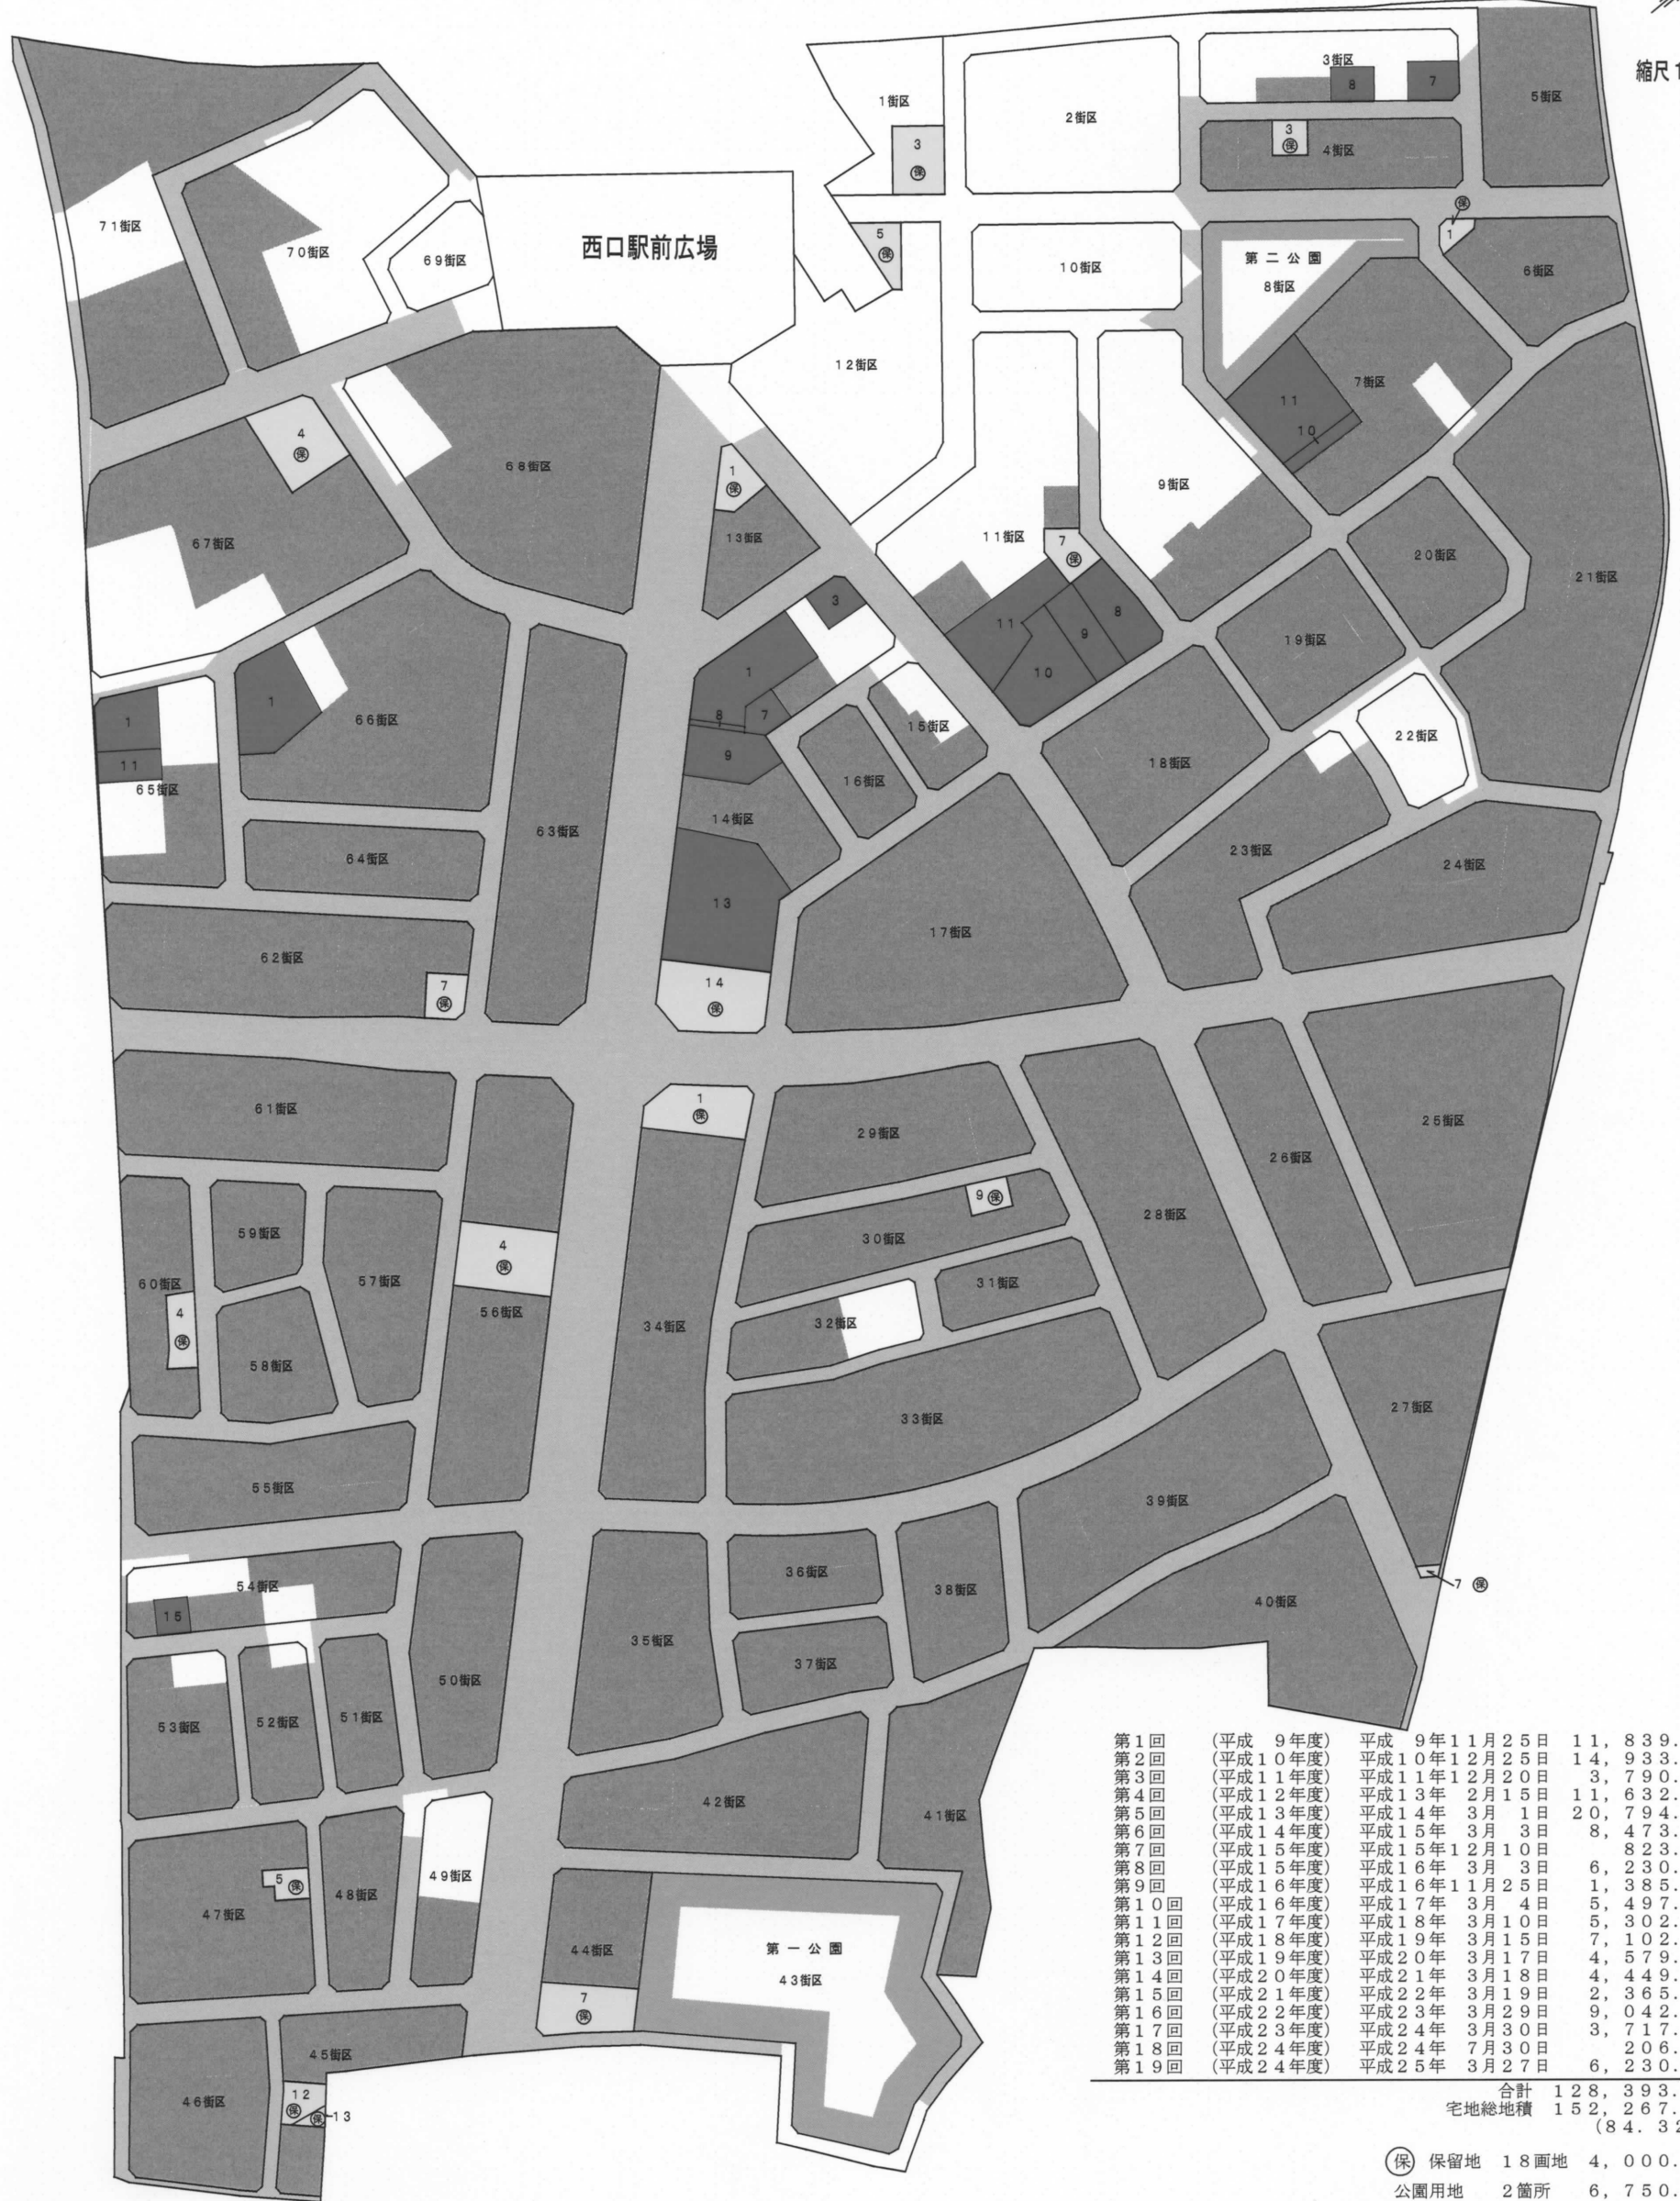 縮尺1
3街区
8
7
5街区
1街区
2街区
3
保
3
保
4街区
保
1
71街区
70街区
69街区
西口駅前広場
5
保
10街区
第二公園
8街区
6街区
12街区
7街区
11
10
4
保
68街区
1
保
13街区
9街区
11街区
7
保
67街区
20街区
21街区
3
11
9
8
10
19街区
1
8
7
9
15街区
16街区
14街区
18街区
22街区
1
11
65街区
1
66街区
63街区
64街区
23街区
24街区
13
17街区
62街区
7
保
14
保
61街区
1
保
29街区
25街区
26街区
59街区
9
保
30街区
28街区
60街区
4
保
57街区
4
保
56街区
34街区
31街区
32街区
58街区
33街区
27街区
55街区
39街区
54街区
15
36街区
38街区
7 保
40街区
35街区
37街区
50街区
53街区
52街区
51街区
42街区
41街区
5
保
49街区
48街区
47街区
44街区
第一公園
43街区
7
保
45街区
46街区
12
保
保
13
第1回 (平成 9年度) 平成 9年11月25日 11,839.
第2回 (平成10年度) 平成10年12月25日 14,933.
第3回 (平成11年度) 平成11年12月20日 3,790.
第4回 (平成12年度) 平成13年 2月15日 11,632.
第5回 (平成13年度) 平成14年 3月 1日 20,794.
第6回 (平成14年度) 平成15年 3月 3日 8,473.
第7回 (平成15年度) 平成15年12月10日 823.
第8回 (平成15年度) 平成16年 3月 3日 6,230.
第9回 (平成16年度) 平成16年11月25日 1,385.
第10回 (平成16年度) 平成17年 3月 4日 5,497.
第11回 (平成17年度) 平成18年 3月10日 5,302.
第12回 (平成18年度) 平成19年 3月15日 7,102.
第13回 (平成19年度) 平成20年 3月17日 4,579.
第14回 (平成20年度) 平成21年 3月18日 4,449.
第15回 (平成21年度) 平成22年 3月19日 2,365.
第16回 (平成22年度) 平成23年 3月29日 9,042.
第17回 (平成23年度) 平成24年 3月30日 3,717.
第18回 (平成24年度) 平成24年 7月30日 206.
第19回 (平成24年度) 平成25年 3月27日 6,230.
合計 128,393.
宅地総地積 152,267.
(84.32
保 保留地 18画地 4,000.
公園用地 2箇所 6,750.